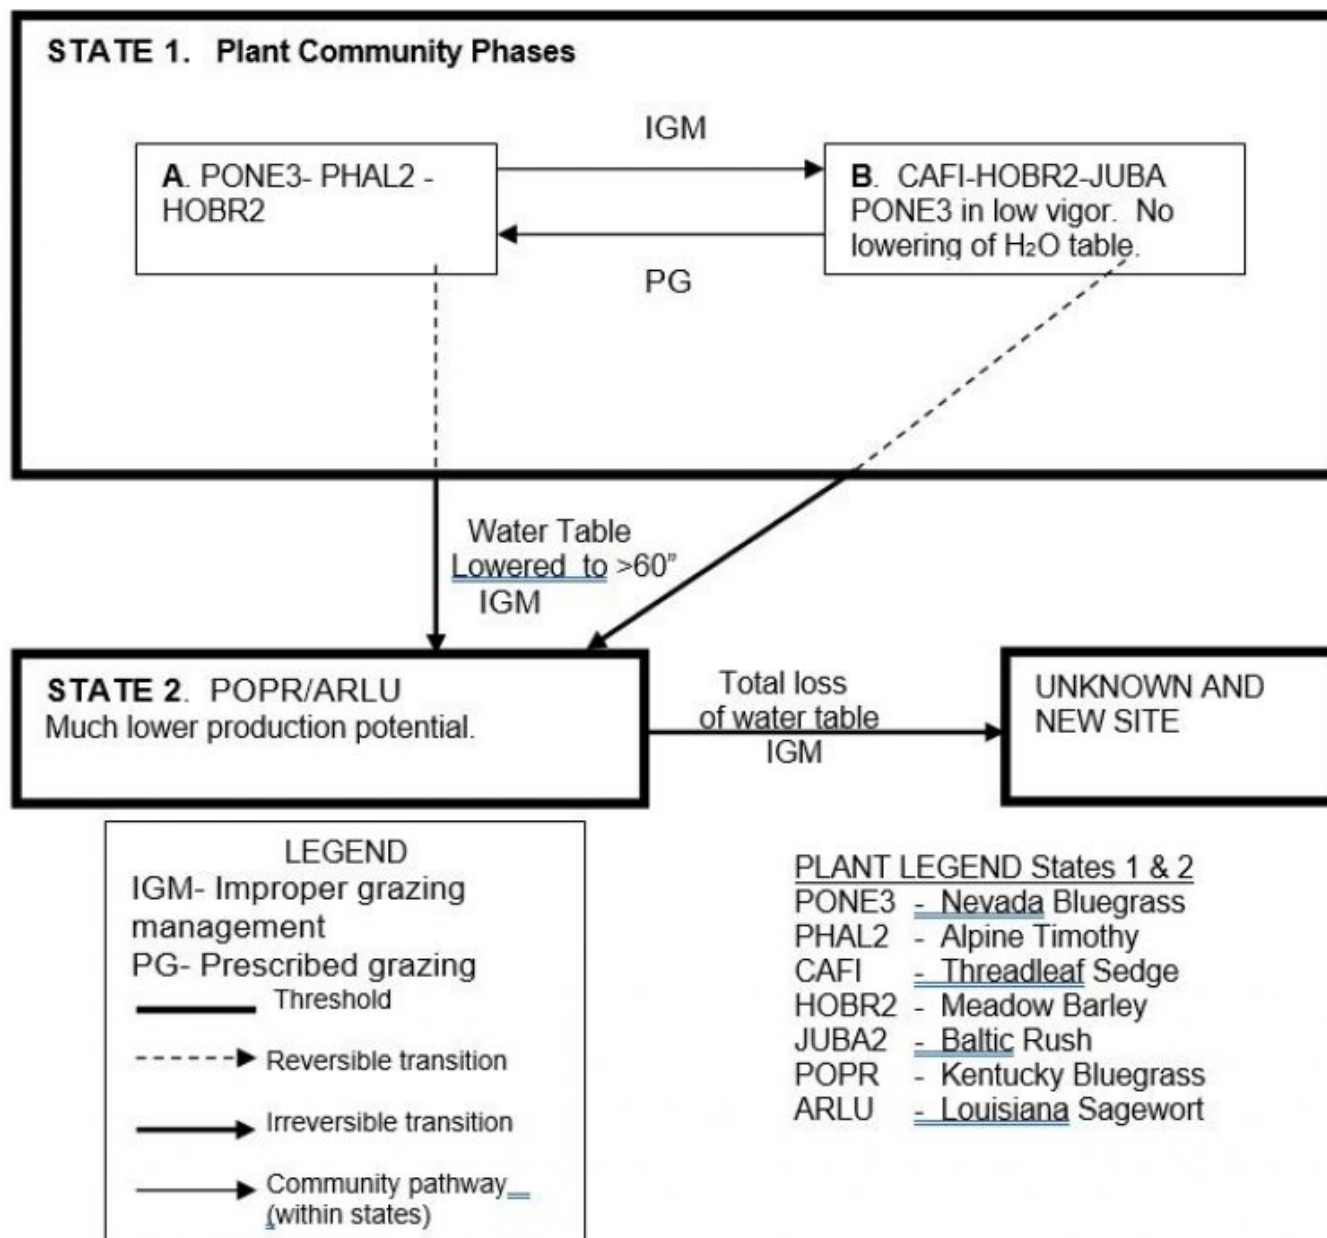 STATE 1. Plant Community Phases
IGM
A. PONE3- PHAL2 -
HOBR2
B. CAFI-HOBR2-JUBA
PONE3 in low vigor. No
lowering of H₂O table.
PG
Water Table
Lowered to >60”
IGM
STATE 2. POPR/ARLU
Much lower production potential.
Total loss
of water table
IGM
UNKNOWN AND
NEW SITE
LEGEND
IGM- Improper grazing
management
PG- Prescribed grazing
Threshold
Reversible transition
Irreversible transition
Community pathway
(within states)
PLANT LEGEND States 1 & 2
PONE3 - Nevada Bluegrass
PHAL2 - Alpine Timothy
CAFI - Threadleaf Sedge
HOBR2 - Meadow Barley
JUBA2 - Baltic Rush
POPR - Kentucky Bluegrass
ARLU - Louisiana Sagewort